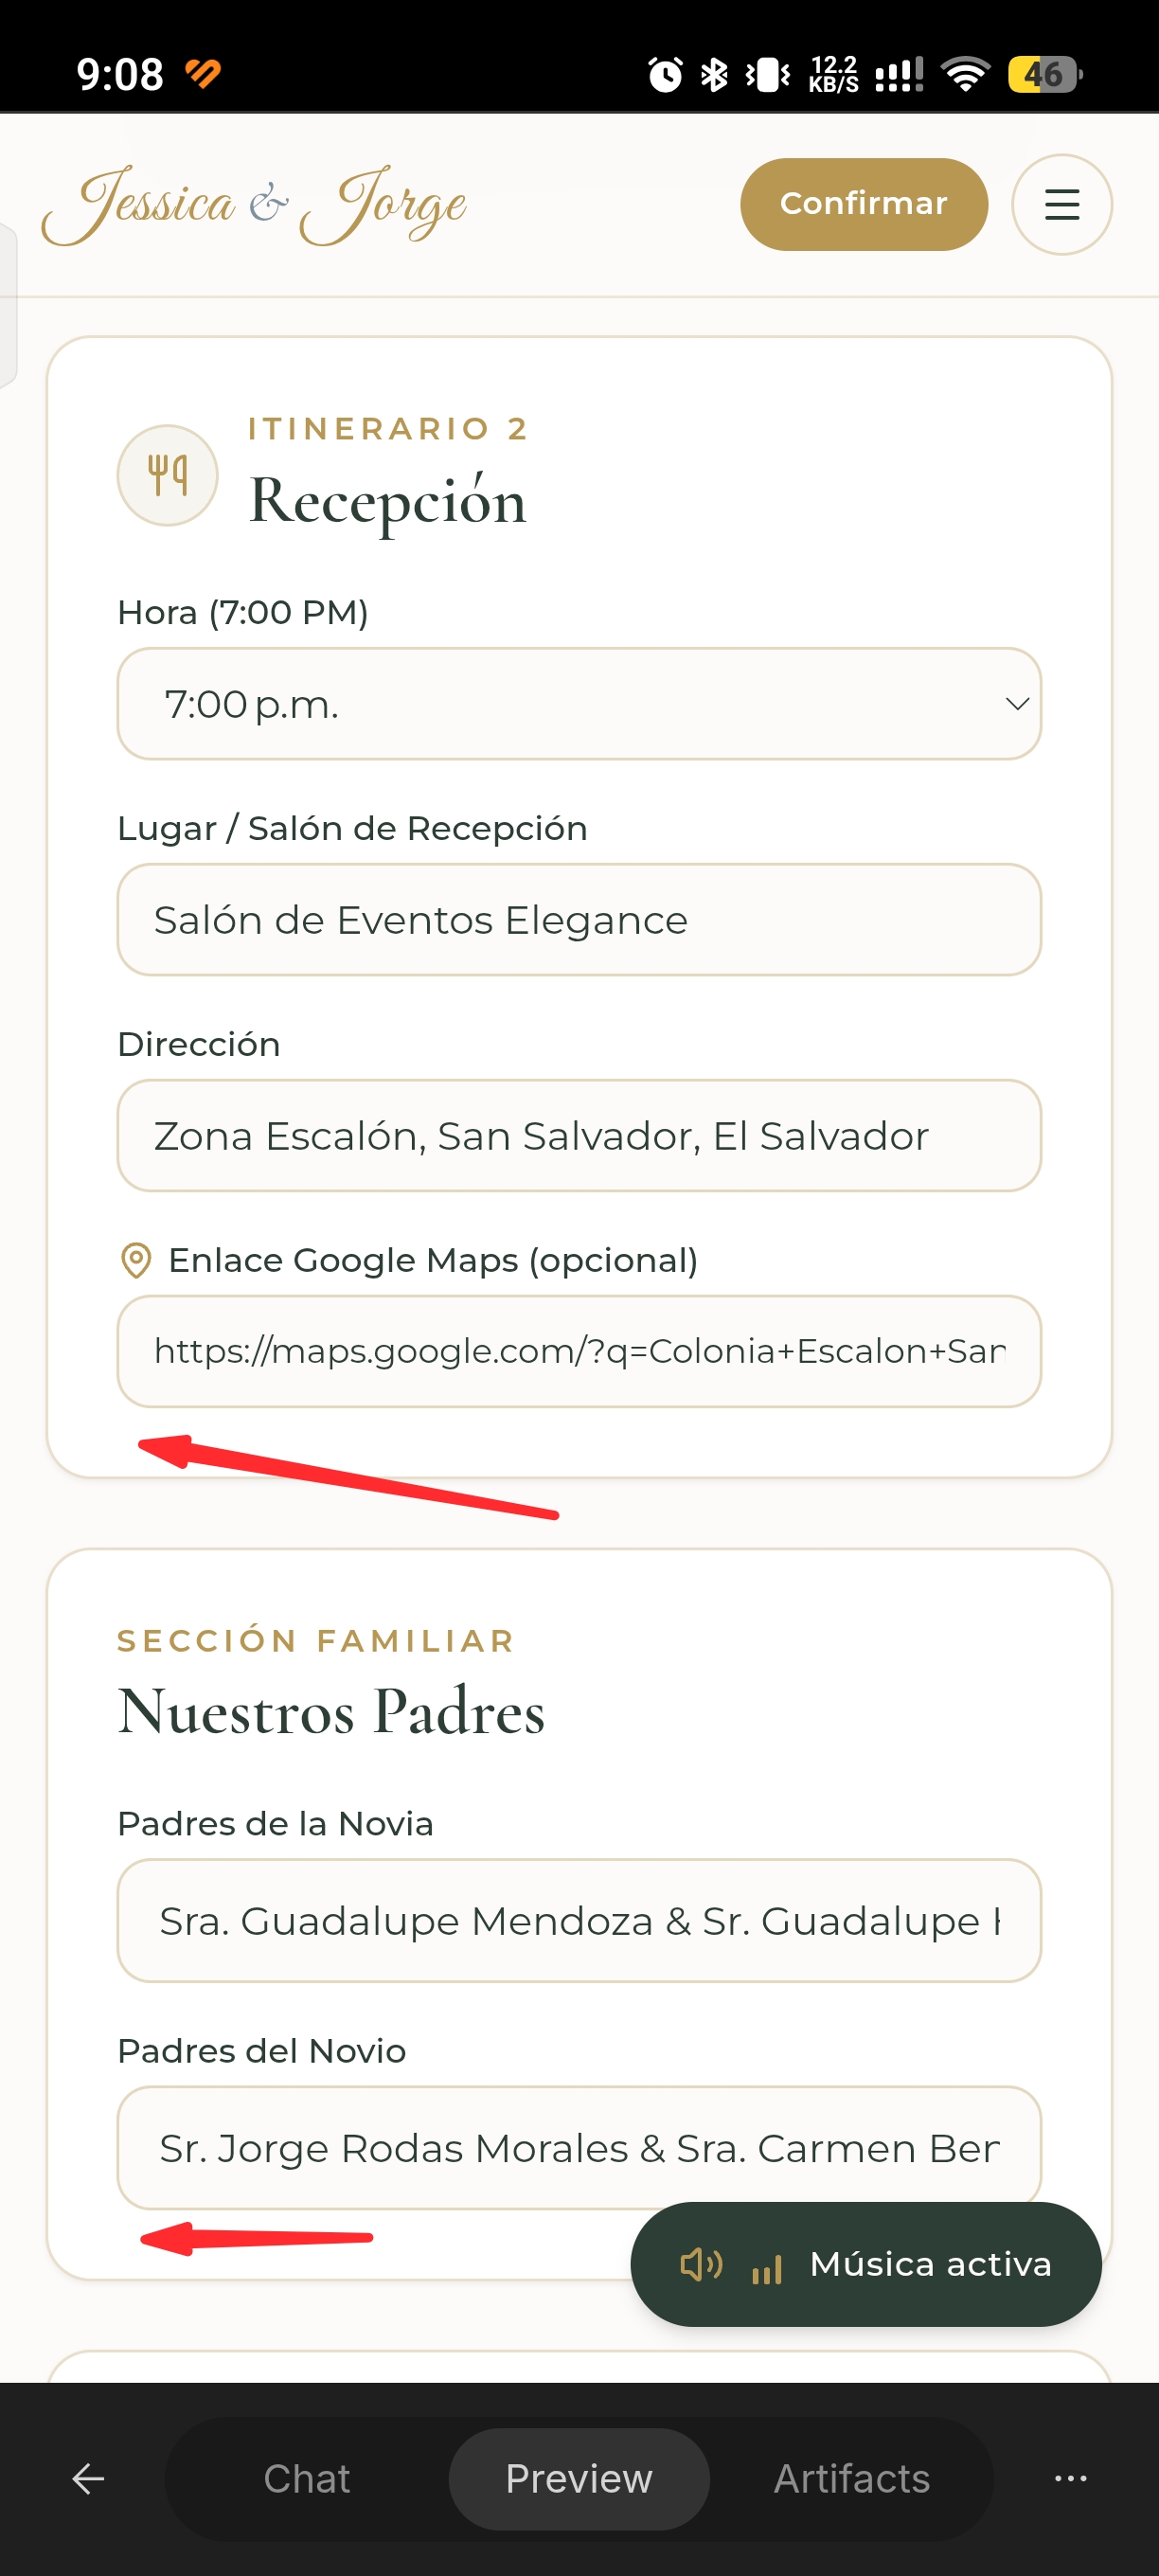 9:08
12.2
KB/S
46
Jessica & Jorge
Confirmar
ITINERARIO 2
Recepción
Hora (7:00 PM)
7:00 p.m.
Lugar / Salón de Recepción
Salón de Eventos Elegance
Dirección
Zona Escalón, San Salvador, El Salvador
Enlace Google Maps (opcional)
https://maps.google.com/?q=Colonia+Escalon+San
SECCIÓN FAMILIAR
Nuestros Padres
Padres de la Novia
Sra. Guadalupe Mendoza & Sr. Guadalupe
Padres del Novio
Sr. Jorge Rodas Morales & Sra. Carmen Ben
Música activa
Chat
Preview
Artifacts